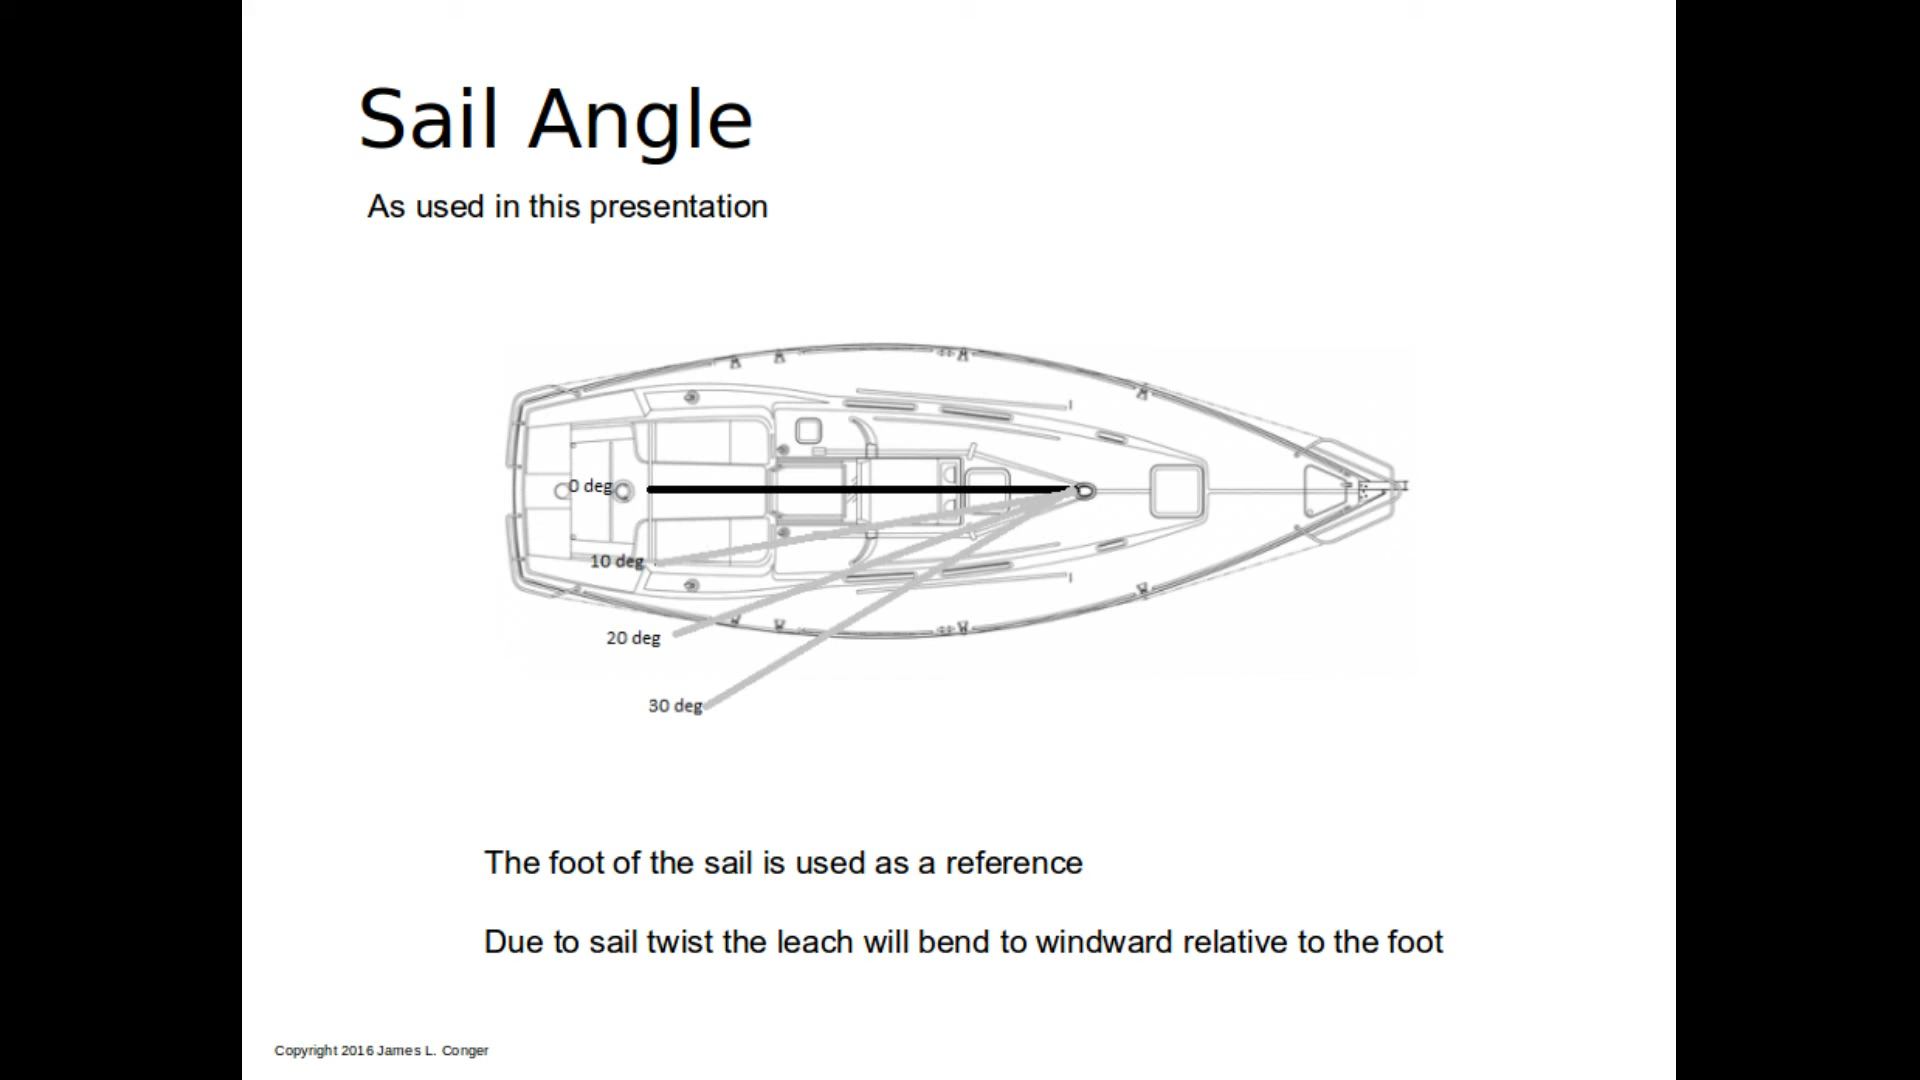 Sail Angle
As used in this presentation
0 deg
10 deg
20 deg
30 deg
The foot of the sail is used as a reference
Due to sail twist the leach will bend to windward relative to the foot
Copyright 2016 James L. Conger